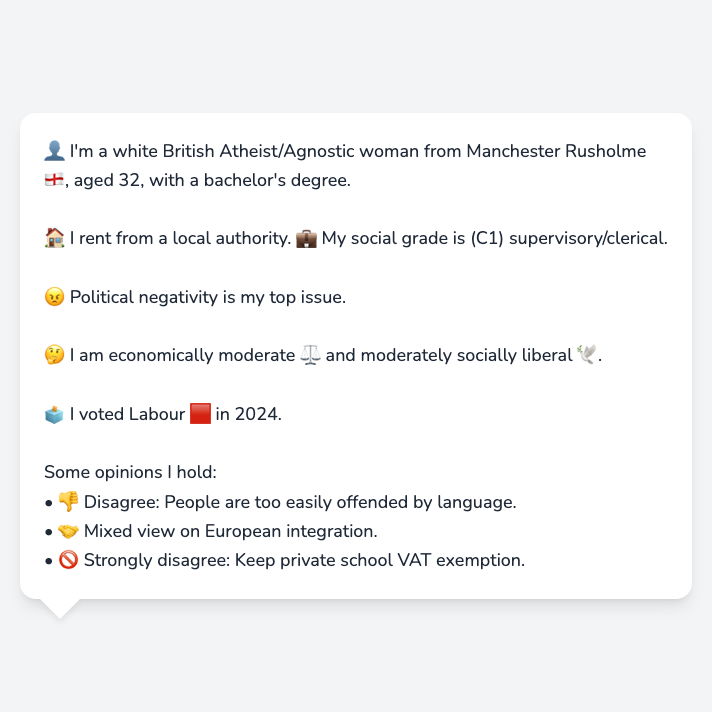 👤 I'm a white British Atheist/Agnostic woman from Manchester Rusholme
🏴󠁧󠁢󠁥󠁮󠁧󠁿, aged 32, with a bachelor's degree.
🏠 I rent from a local authority. 💼 My social grade is (C1) supervisory/clerical.
😠 Political negativity is my top issue.
🤔 I am economically moderate ⚖️ and moderately socially liberal 🕊️.
🗳️ I voted Labour 🟥 in 2024.
Some opinions I hold:
• 👎 Disagree: People are too easily offended by language.
• 🤝 Mixed view on European integration.
• 🚫 Strongly disagree: Keep private school VAT exemption.